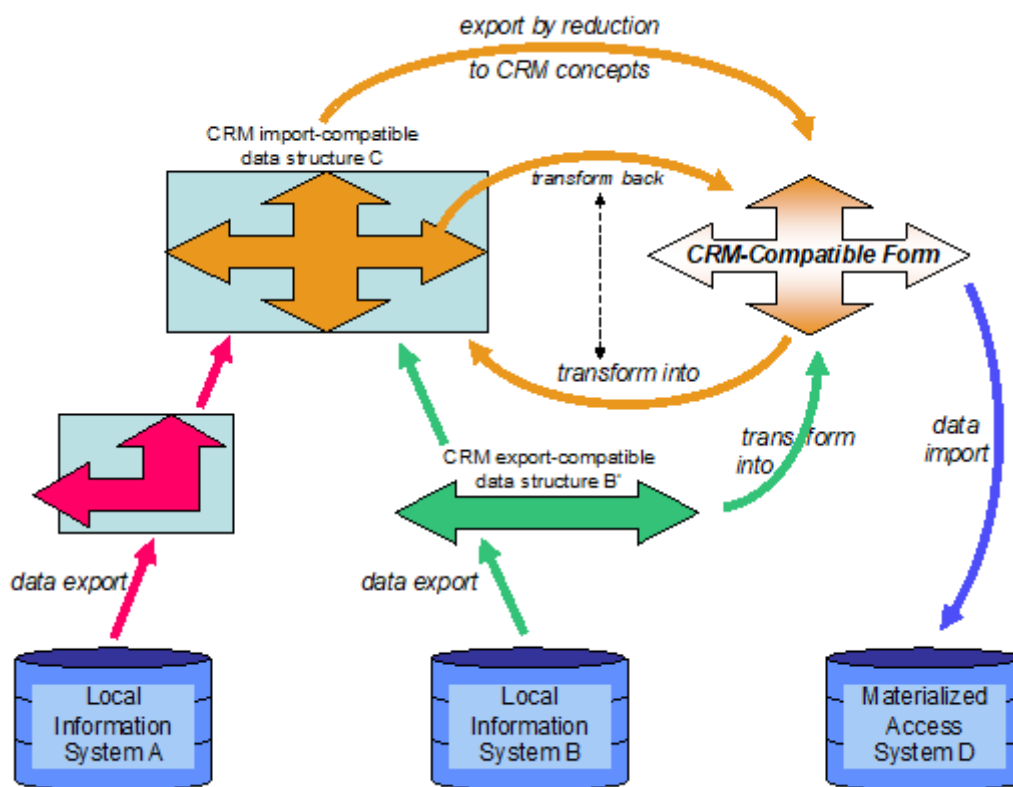 export by reduction
to CRM concepts
CRM import-compatible
data structure C
transform back
CRM-Compatible Form
transform into
data
import
transform
into
CRM export-compatible
data structure B'
data export
data export
Local
Information
System A
Local
Information
System B
Materialized
Access
System D